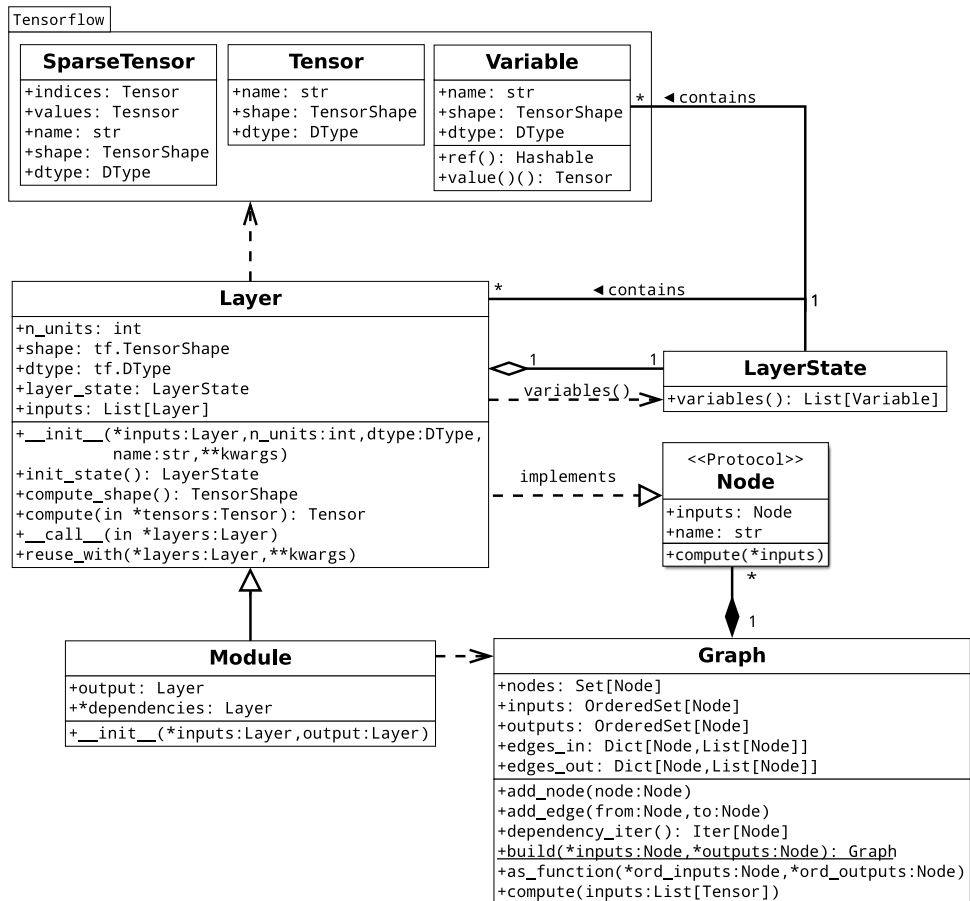 Tensorflow
SparseTensor
+indices: Tensor
+values: Tesnsor
+name: str
+shape: TensorShape
+dtype: DType
Tensor
+name: str
+shape: TensorShape
+dtype: DType
Variable
+name: str
+shape: TensorShape
+dtype: DType
+ref(): Hashable
+value()(): Tensor
* ◄ contains
Layer
+n_units: int
+shape: tf.TensorShape
+dtype: tf.DType
+layer_state: LayerState
+inputs: List[Layer]
+__init__(*inputs:Layer,n_units:int,dtype:DType,
name:str,**kwargs)
+init_state(): LayerState
+compute_shape(): TensorShape
+compute(in *tensors:Tensor): Tensor
+__call__(in *layers:Layer)
+reuse_with(*layers:Layer,**kwargs)
* ◄ contains
1
1 1
variables()
LayerState
+variables(): List[Variable]
implements
<<Protocol>>
Node
+inputs: Node
+name: str
+compute(*inputs)
*
1
Module
+output: Layer
+*dependencies: Layer
+__init__(*inputs:Layer,output:Layer)
Graph
+nodes: Set[Node]
+inputs: OrderedSet[Node]
+outputs: OrderedSet[Node]
+edges_in: Dict[Node,List[Node]]
+edges_out: Dict[Node,List[Node]]
+add_node(node:Node)
+add_edge(from:Node,to:Node)
+dependency_iter(): Iter[Node]
+build(*inputs:Node,*outputs:Node): Graph
+as_function(*ord_inputs:Node,*ord_outputs:Node)
+compute(inputs:List[Tensor])